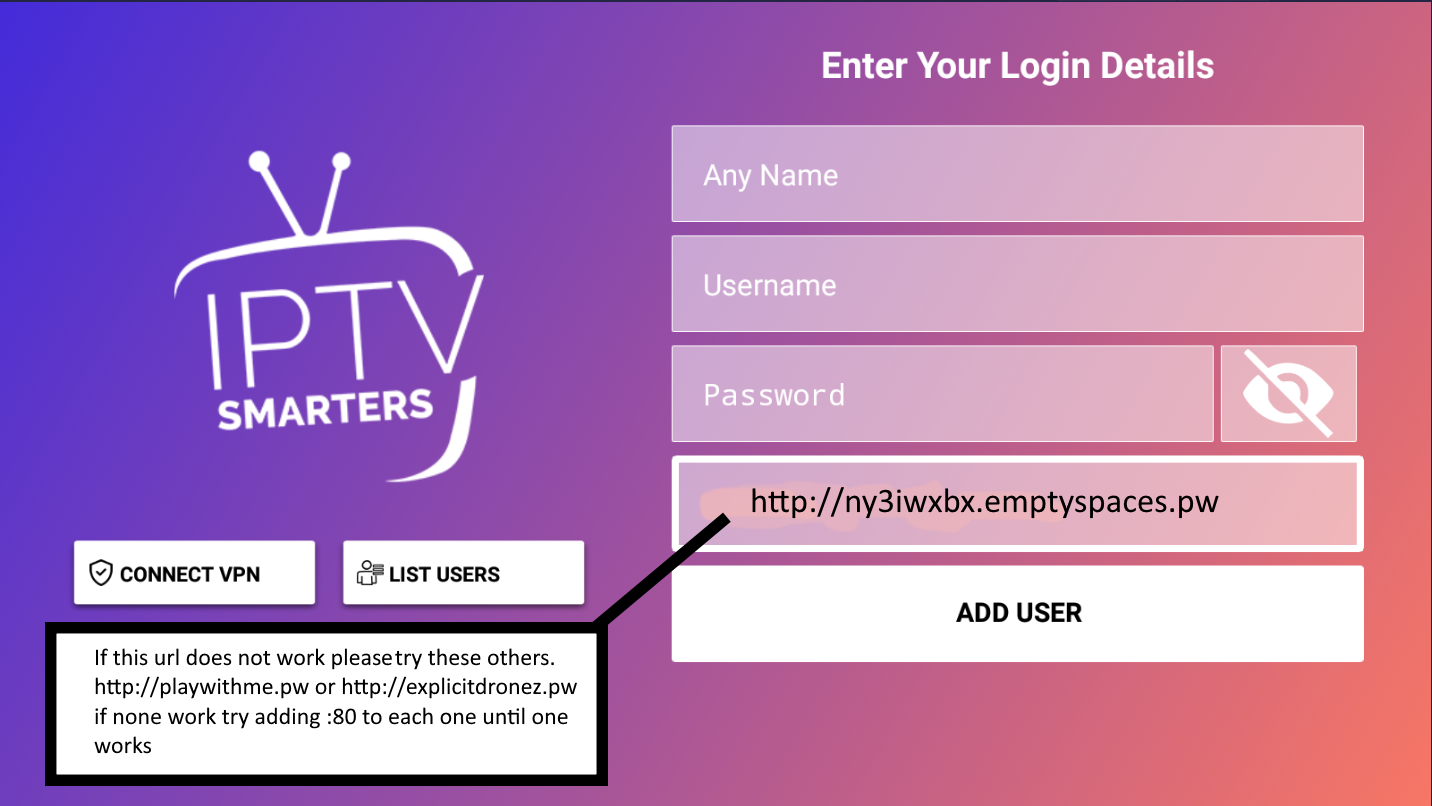 Enter Your Login Details
Any Name
Username
Password
http://ny3iwxbx.emptyspaces.pw
ADD USER
IPTV
SMARTERS
CONNECT VPN
LIST USERS
If this url does not work please try these others.
http://playwithme.pw or http://explicitdronez.pw
if none work try adding :80 to each one until one
works